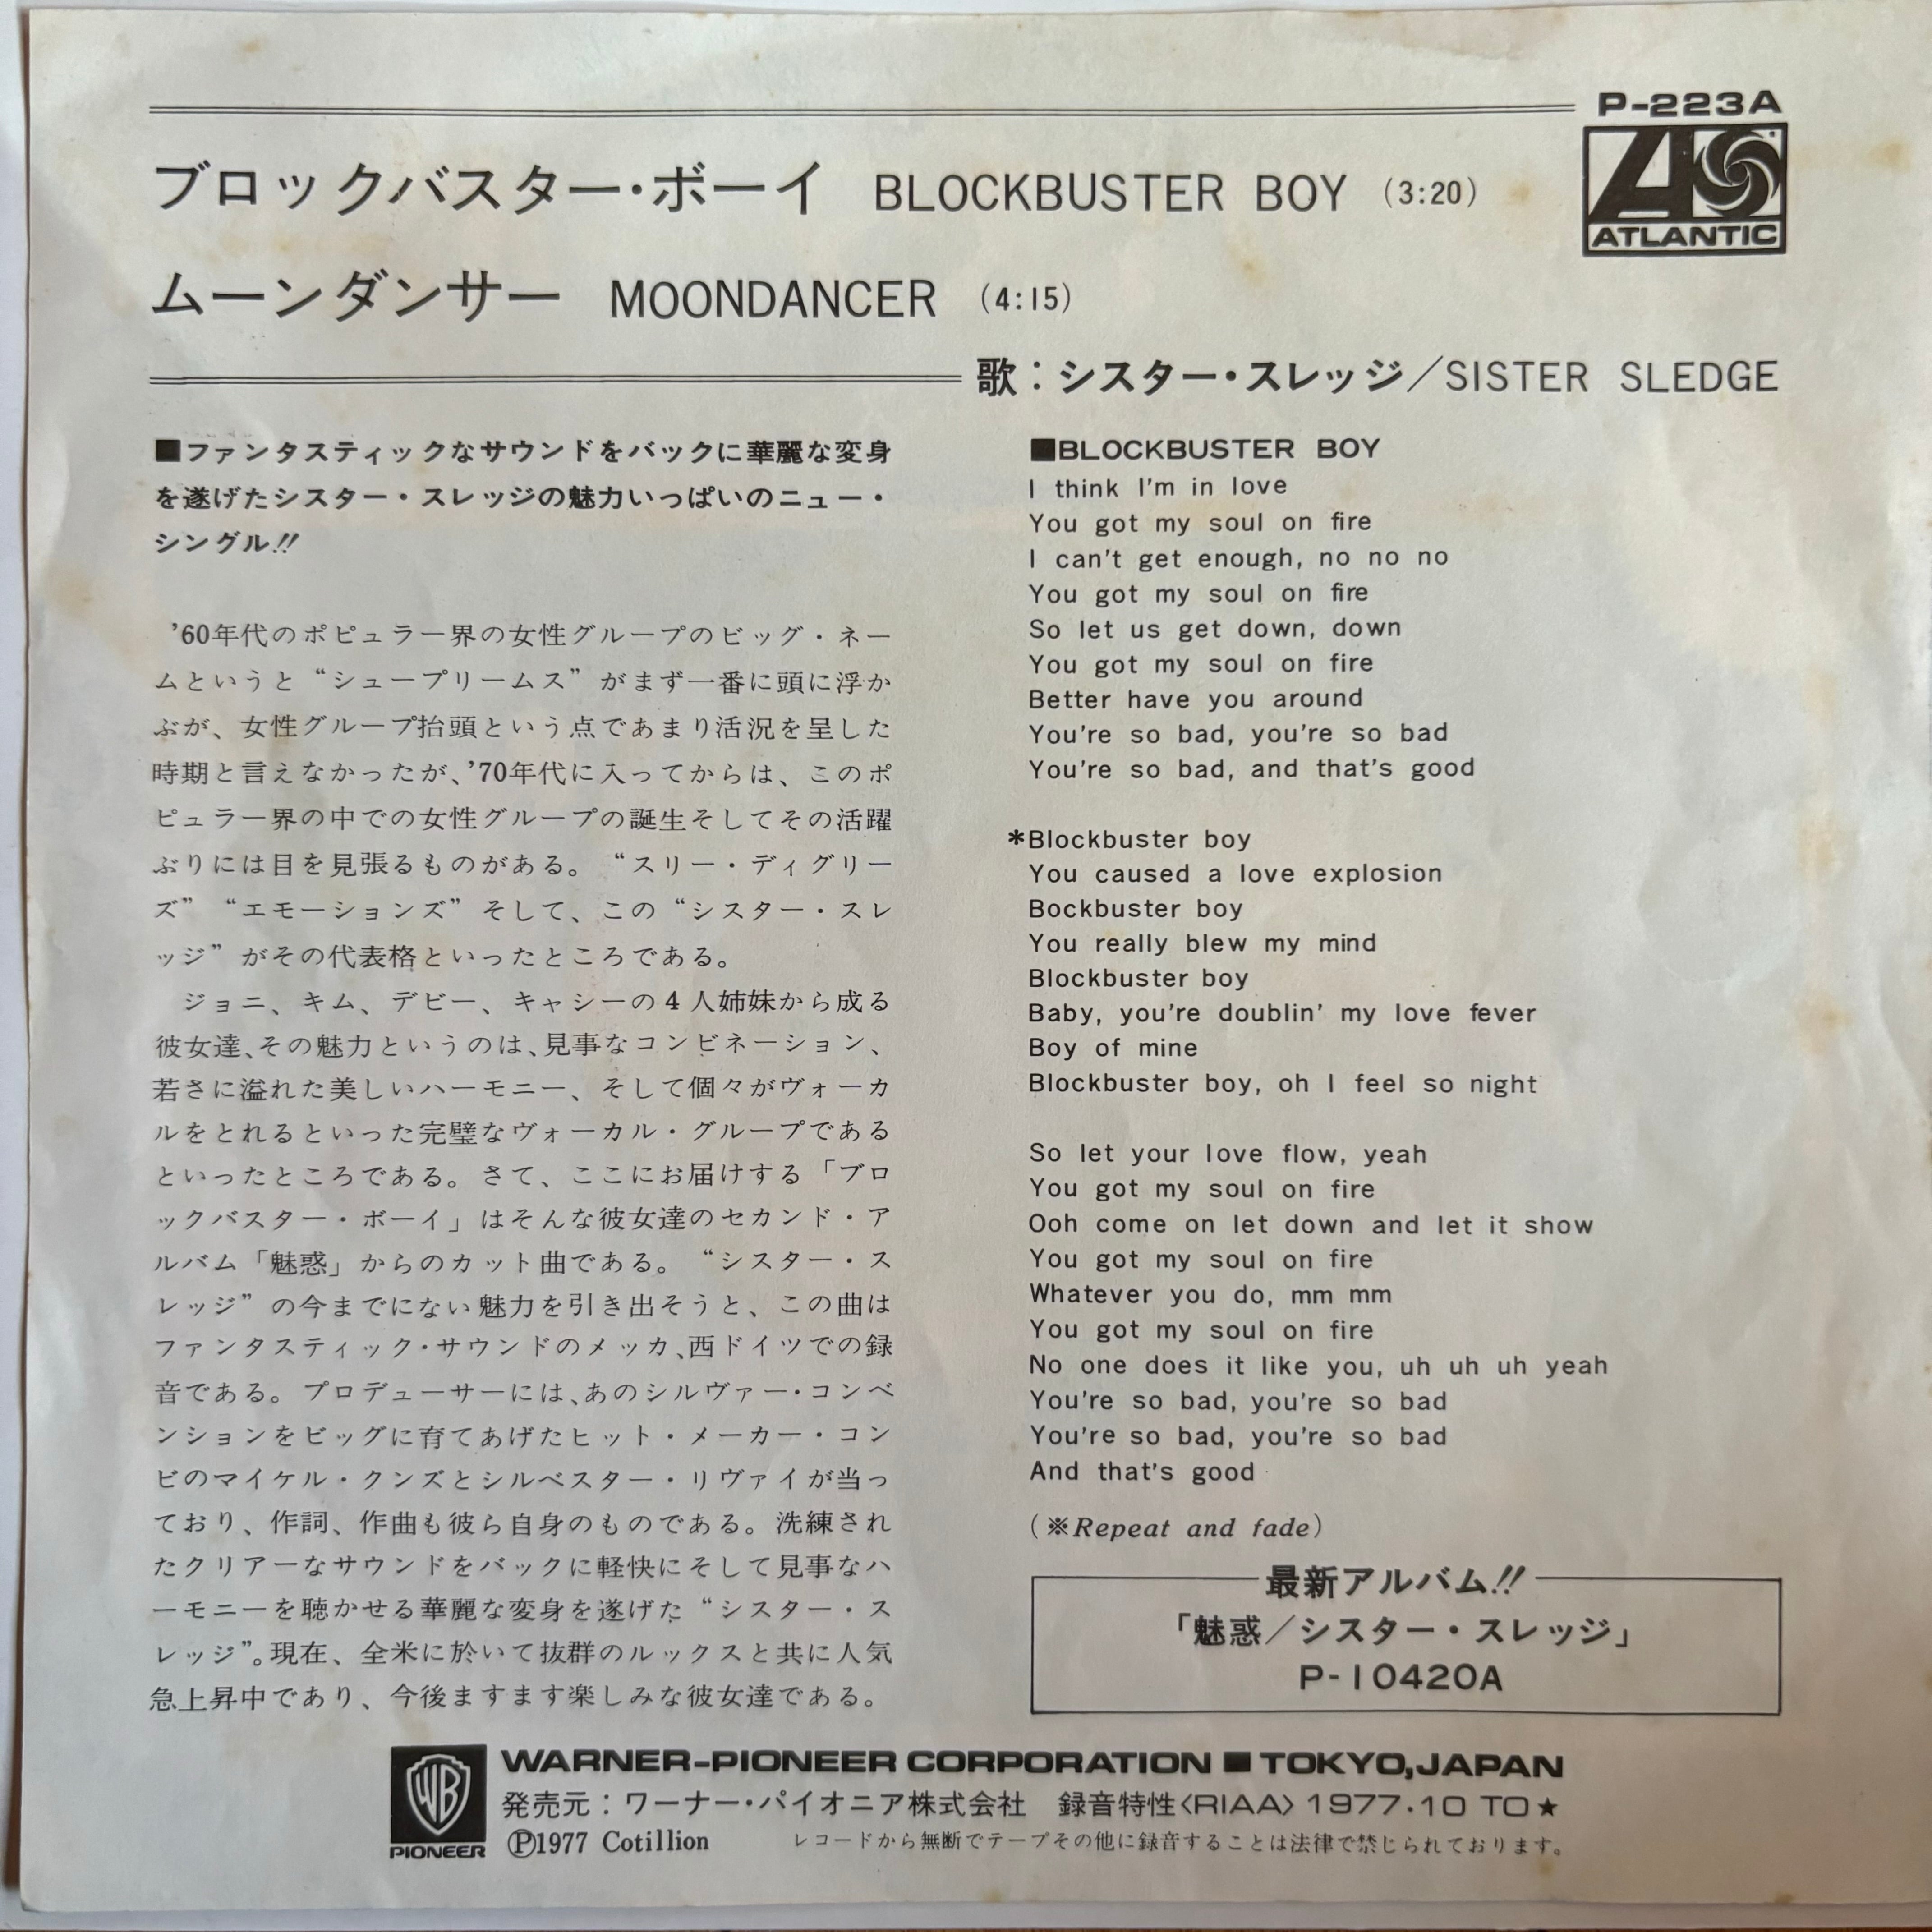 P-223A
ATLANTIC
ブロックバスター・ボーイ BLOCKBUSTER BOY (3:20)
ムーンダンサー MOONDANCER (4:15)
歌:シスター・スレッジ/SISTER SLEDGE
■ファンタスティックなサウンドをバックに華麗な変身
を遂げたシスター・スレッジの魅力いっぱいのニュー・
シングル!!
'60年代のポピュラー界の女性グループのビッグ・ネー
ムというと“シュープリームス”がまず一番に頭に浮か
ぶが、女性グループ抬頭という点であまり活況を呈した
時期と言えなかったが、'70年代に入ってからは、このポ
ピュラー界の中での女性グループの誕生そしてその活躍
ぶりには目を見張るものがある。“スリー・ディグリー
ズ”“エモーションズ”そして、この“シスター・スレ
ッジ”がその代表格といったところである。
ジョニ、キム、デビー、キャシーの4人姉妹から成る
彼女達、その魅力というのは、見事なコンビネーション、
若さに溢れた美しいハーモニー、そして個々がヴォーカ
ルをとれるといった完璧なヴォーカル・グループである
といったところである。さて、ここにお届けする「ブロ
ックバスター・ボーイ」はそんな彼女達のセカンド・ア
ルバム「魅惑」からのカット曲である。“シスター・ス
レッジ”の今までにない魅力を引き出そうと、この曲は
ファンタスティック・サウンドのメッカ、西ドイツでの録
音である。プロデューサーには、あのシルヴァー・コンベ
ンションをビッグに育てあげたヒット・メーカー・コン
ビのマイケル・クンズとシルベスター・リヴァイが当っ
ており、作詞、作曲も彼ら自身のものである。洗練され
たクリアーなサウンドをバックに軽快にそして見事なハ
ーモニーを聴かせる華麗な変身を遂げた“シスター・ス
レッジ”。現在、全米に於いて抜群のルックスと共に人気
急上昇中であり、今後ますます楽しみな彼女達である。
■BLOCKBUSTER BOY
I think I'm in love
You got my soul on fire
I can't get enough, no no no
You got my soul on fire
So let us get down, down
You got my soul on fire
Better have you around
You're so bad, you're so bad
You're so bad, and that's good
*Blockbuster boy
You caused a love explosion
Bockbuster boy
You really blew my mind
Blockbuster boy
Baby, you're doublin' my love fever
Boy of mine
Blockbuster boy, oh I feel so night
So let your love flow, yeah
You got my soul on fire
Ooh come on let down and let it show
You got my soul on fire
Whatever you do, mm mm
You got my soul on fire
No one does it like you, uh uh uh yeah
You're so bad, you're so bad
You're so bad, you're so bad
And that's good
(※Repeat and fade)
最新アルバム!!
「魅惑/シスター・スレッジ」
P-10420A
WB
PIONEER
WARNER-PIONEER CORPORATION ■ TOKYO, JAPAN
発売元:ワーナー・パイオニア株式会社 録音特性〈RIAA〉1977・10 TO★
Ⓟ1977 Cotillion レコードから無断でテープその他に録音することは法律で禁じられております。